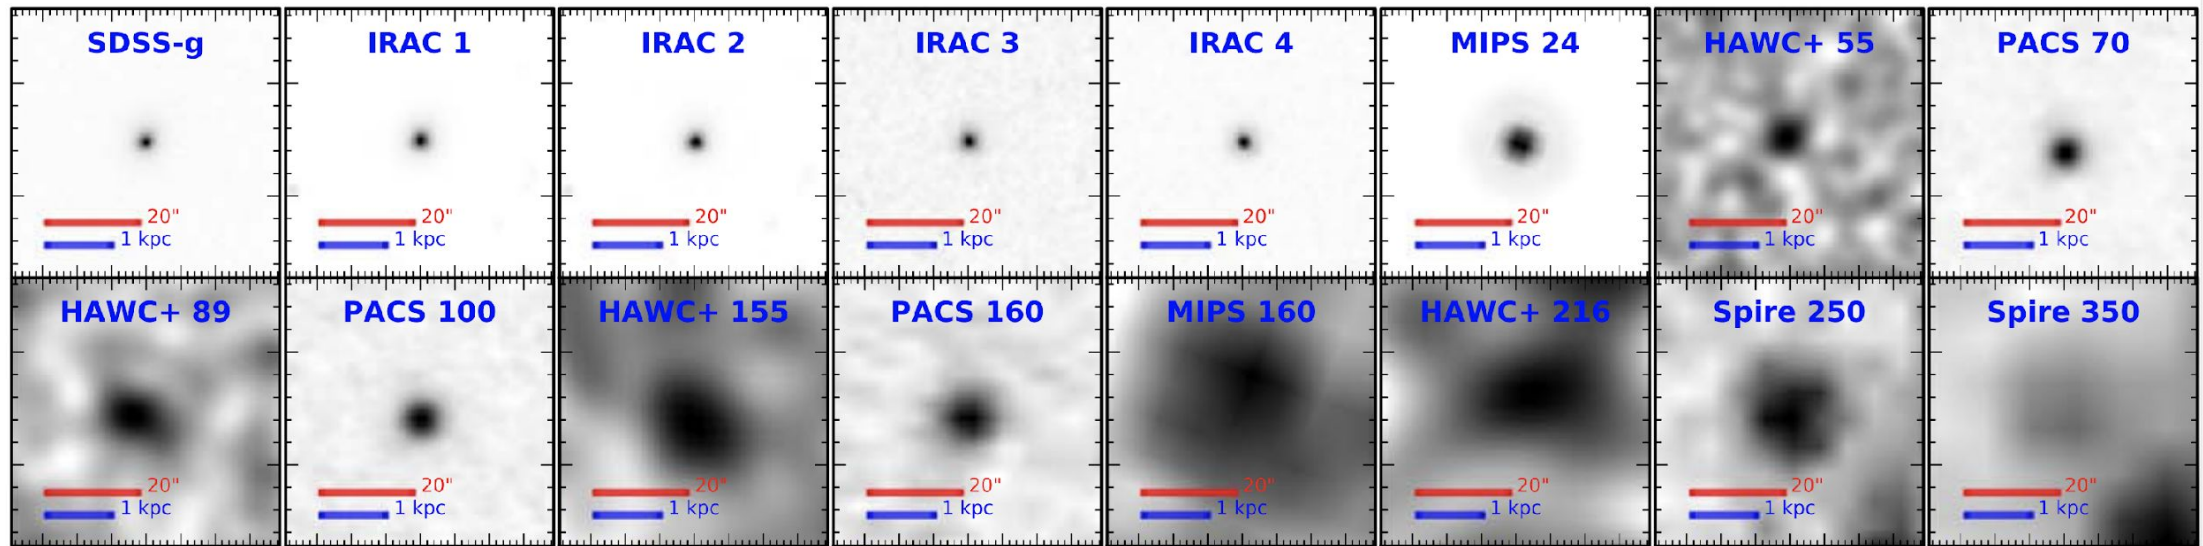 SDSS-g
20"
1 kpc
IRAC 1
20"
1 kpc
IRAC 2
20"
1 kpc
IRAC 3
20"
1 kpc
IRAC 4
20"
1 kpc
MIPS 24
20"
1 kpc
HAWC+ 55
20"
1 kpc
PACS 70
20"
1 kpc
HAWC+ 89
20"
1 kpc
PACS 100
20"
1 kpc
HAWC+ 155
20"
1 kpc
PACS 160
20"
1 kpc
MIPS 160
20"
1 kpc
HAWC+ 216
20"
1 kpc
Spire 250
20"
1 kpc
Spire 350
20"
1 kpc